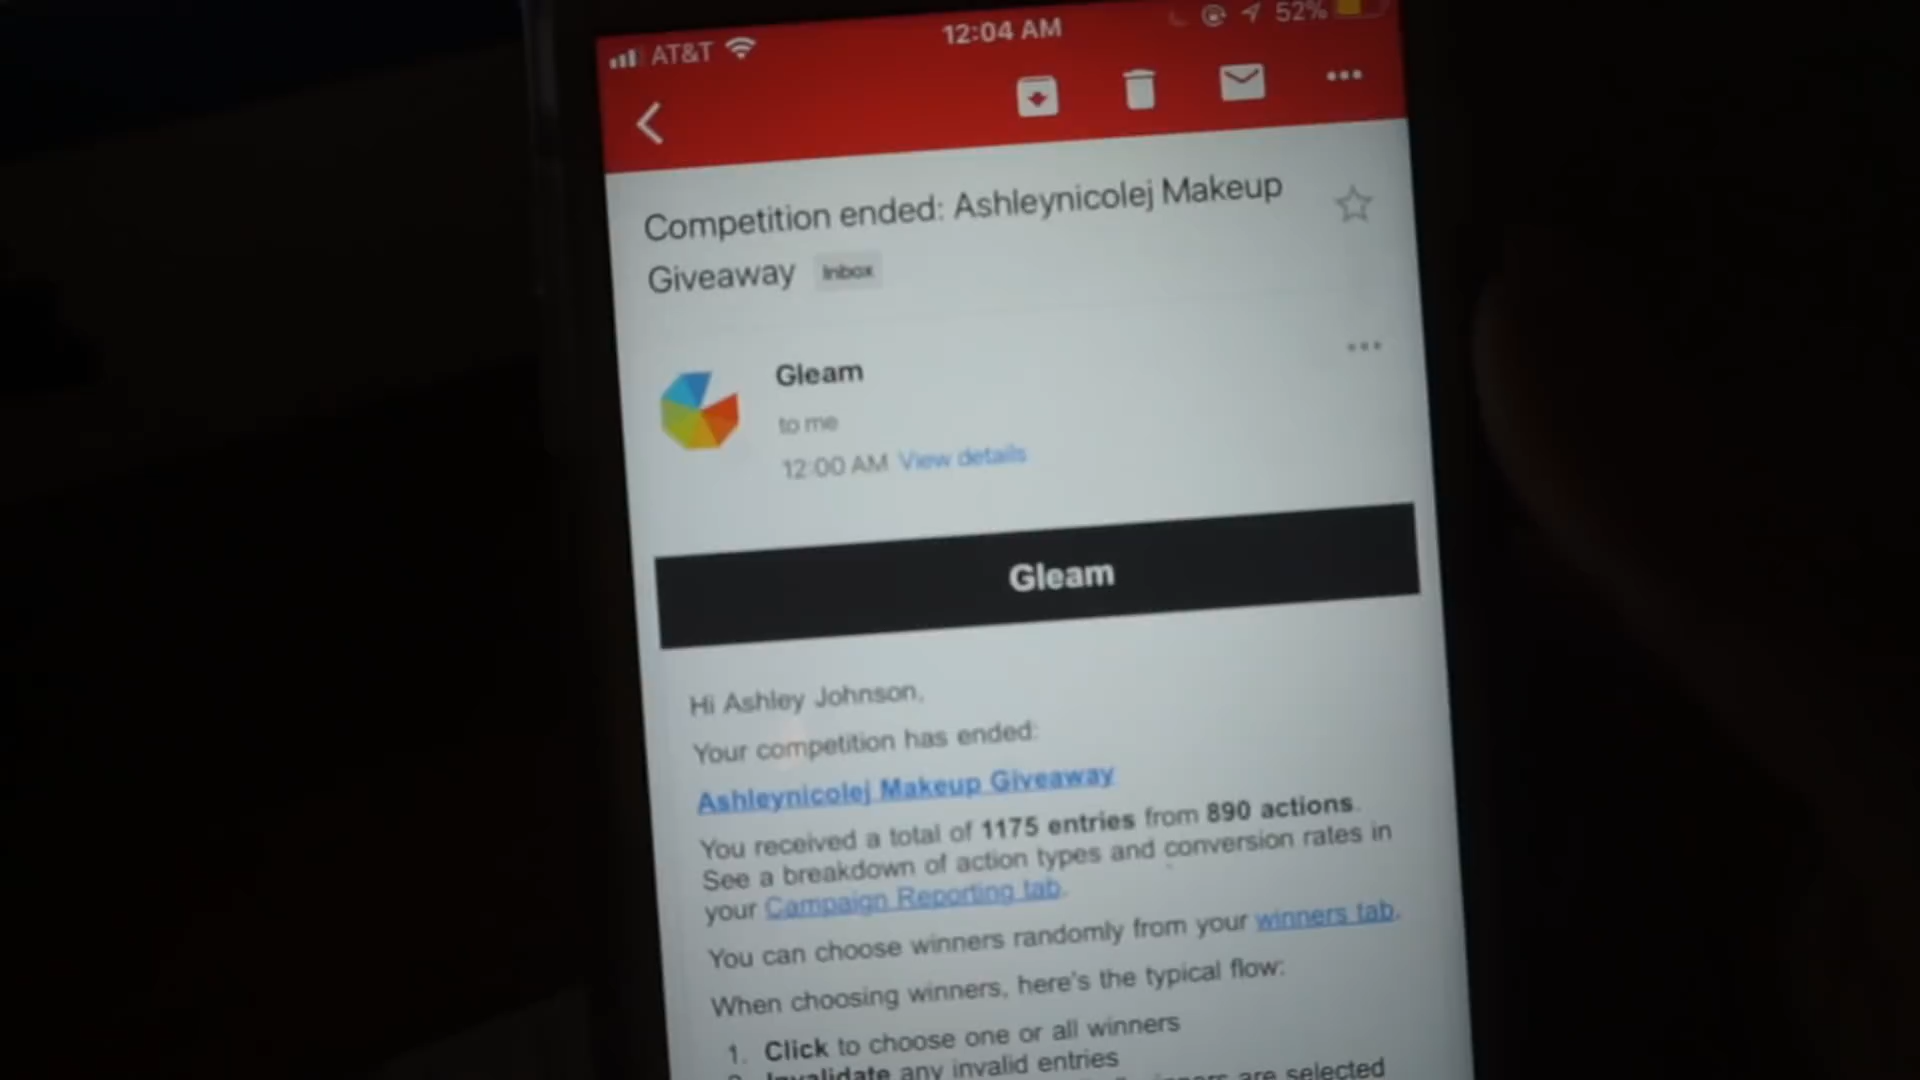 AT&T 12:04 AM 52%
Competition ended: Ashleynicolej Makeup
Giveaway Inbox
Gleam
to me
12:00 AM View details
Gleam
Hi Ashley Johnson,
Your competition has ended:
Ashleynicolej Makeup Giveaway
You received a total of 1175 entries from 890 actions.
See a breakdown of action types and conversion rates in
your Campaign Reporting tab.
You can choose winners randomly from your winners tab.
When choosing winners, here's the typical flow:
1. Click to choose one or all winners
Invalidate any invalid entries
are selected